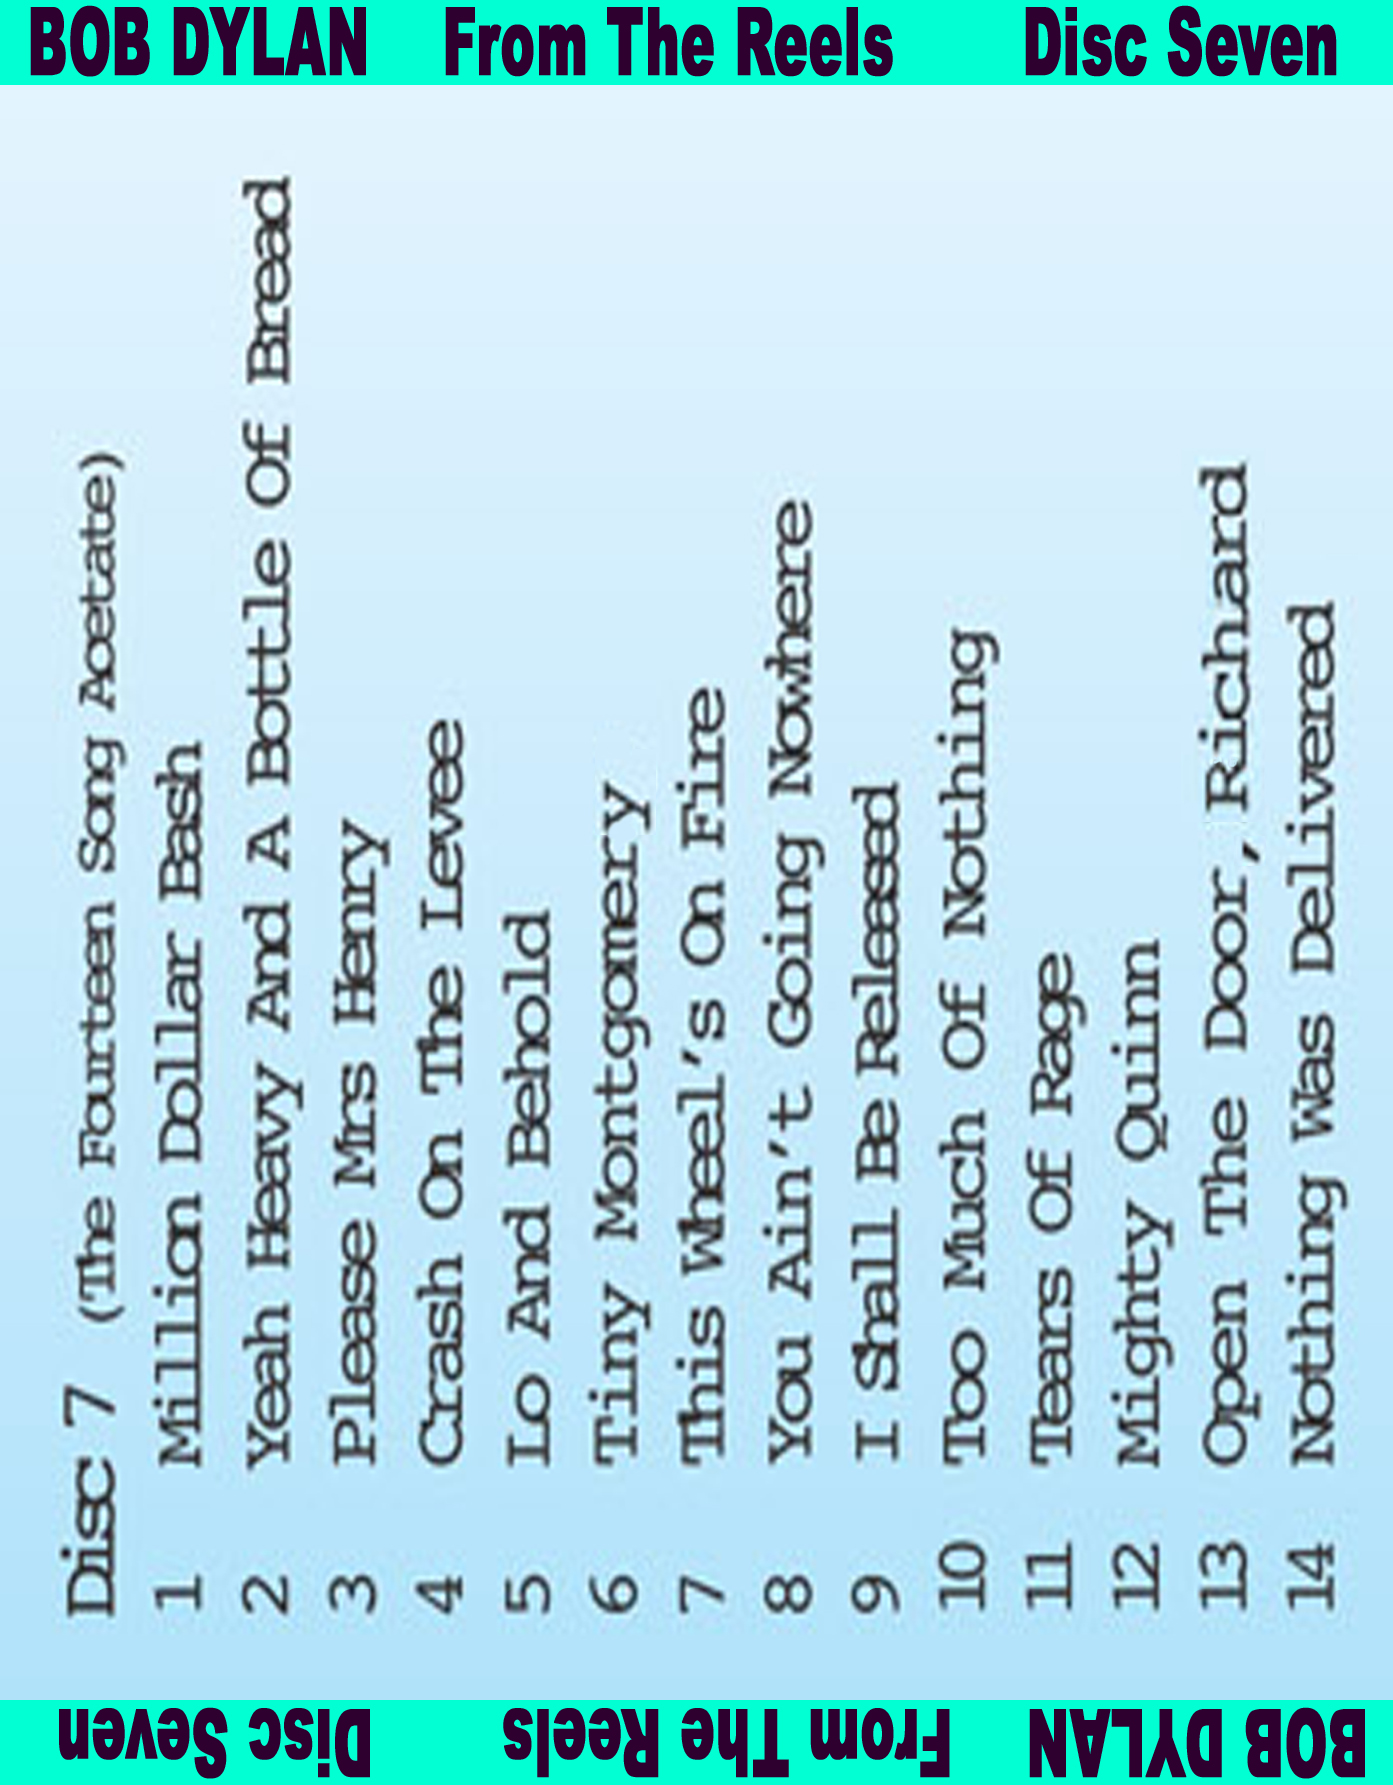 BOB DYLAN From The Reels Disc Seven
Disc 7 (The Fourteen Song Acetate)
1 Million Dollar Bash
2 Yeah Heavy And A Bottle Of Bread
3 Please Mrs Henry
4 Crash On The Levee
5 Lo And Behold
6 Tiny Montgomery
7 This Wheel's On Fire
8 You Ain't Going Nowhere
9 I Shall Be Released
10 Too Much Of Nothing
11 Tears Of Rage
12 Mighty Quinn
13 Open The Door, Richard
14 Nothing Was Delivered
BOB DYLAN From The Reels Disc Seven